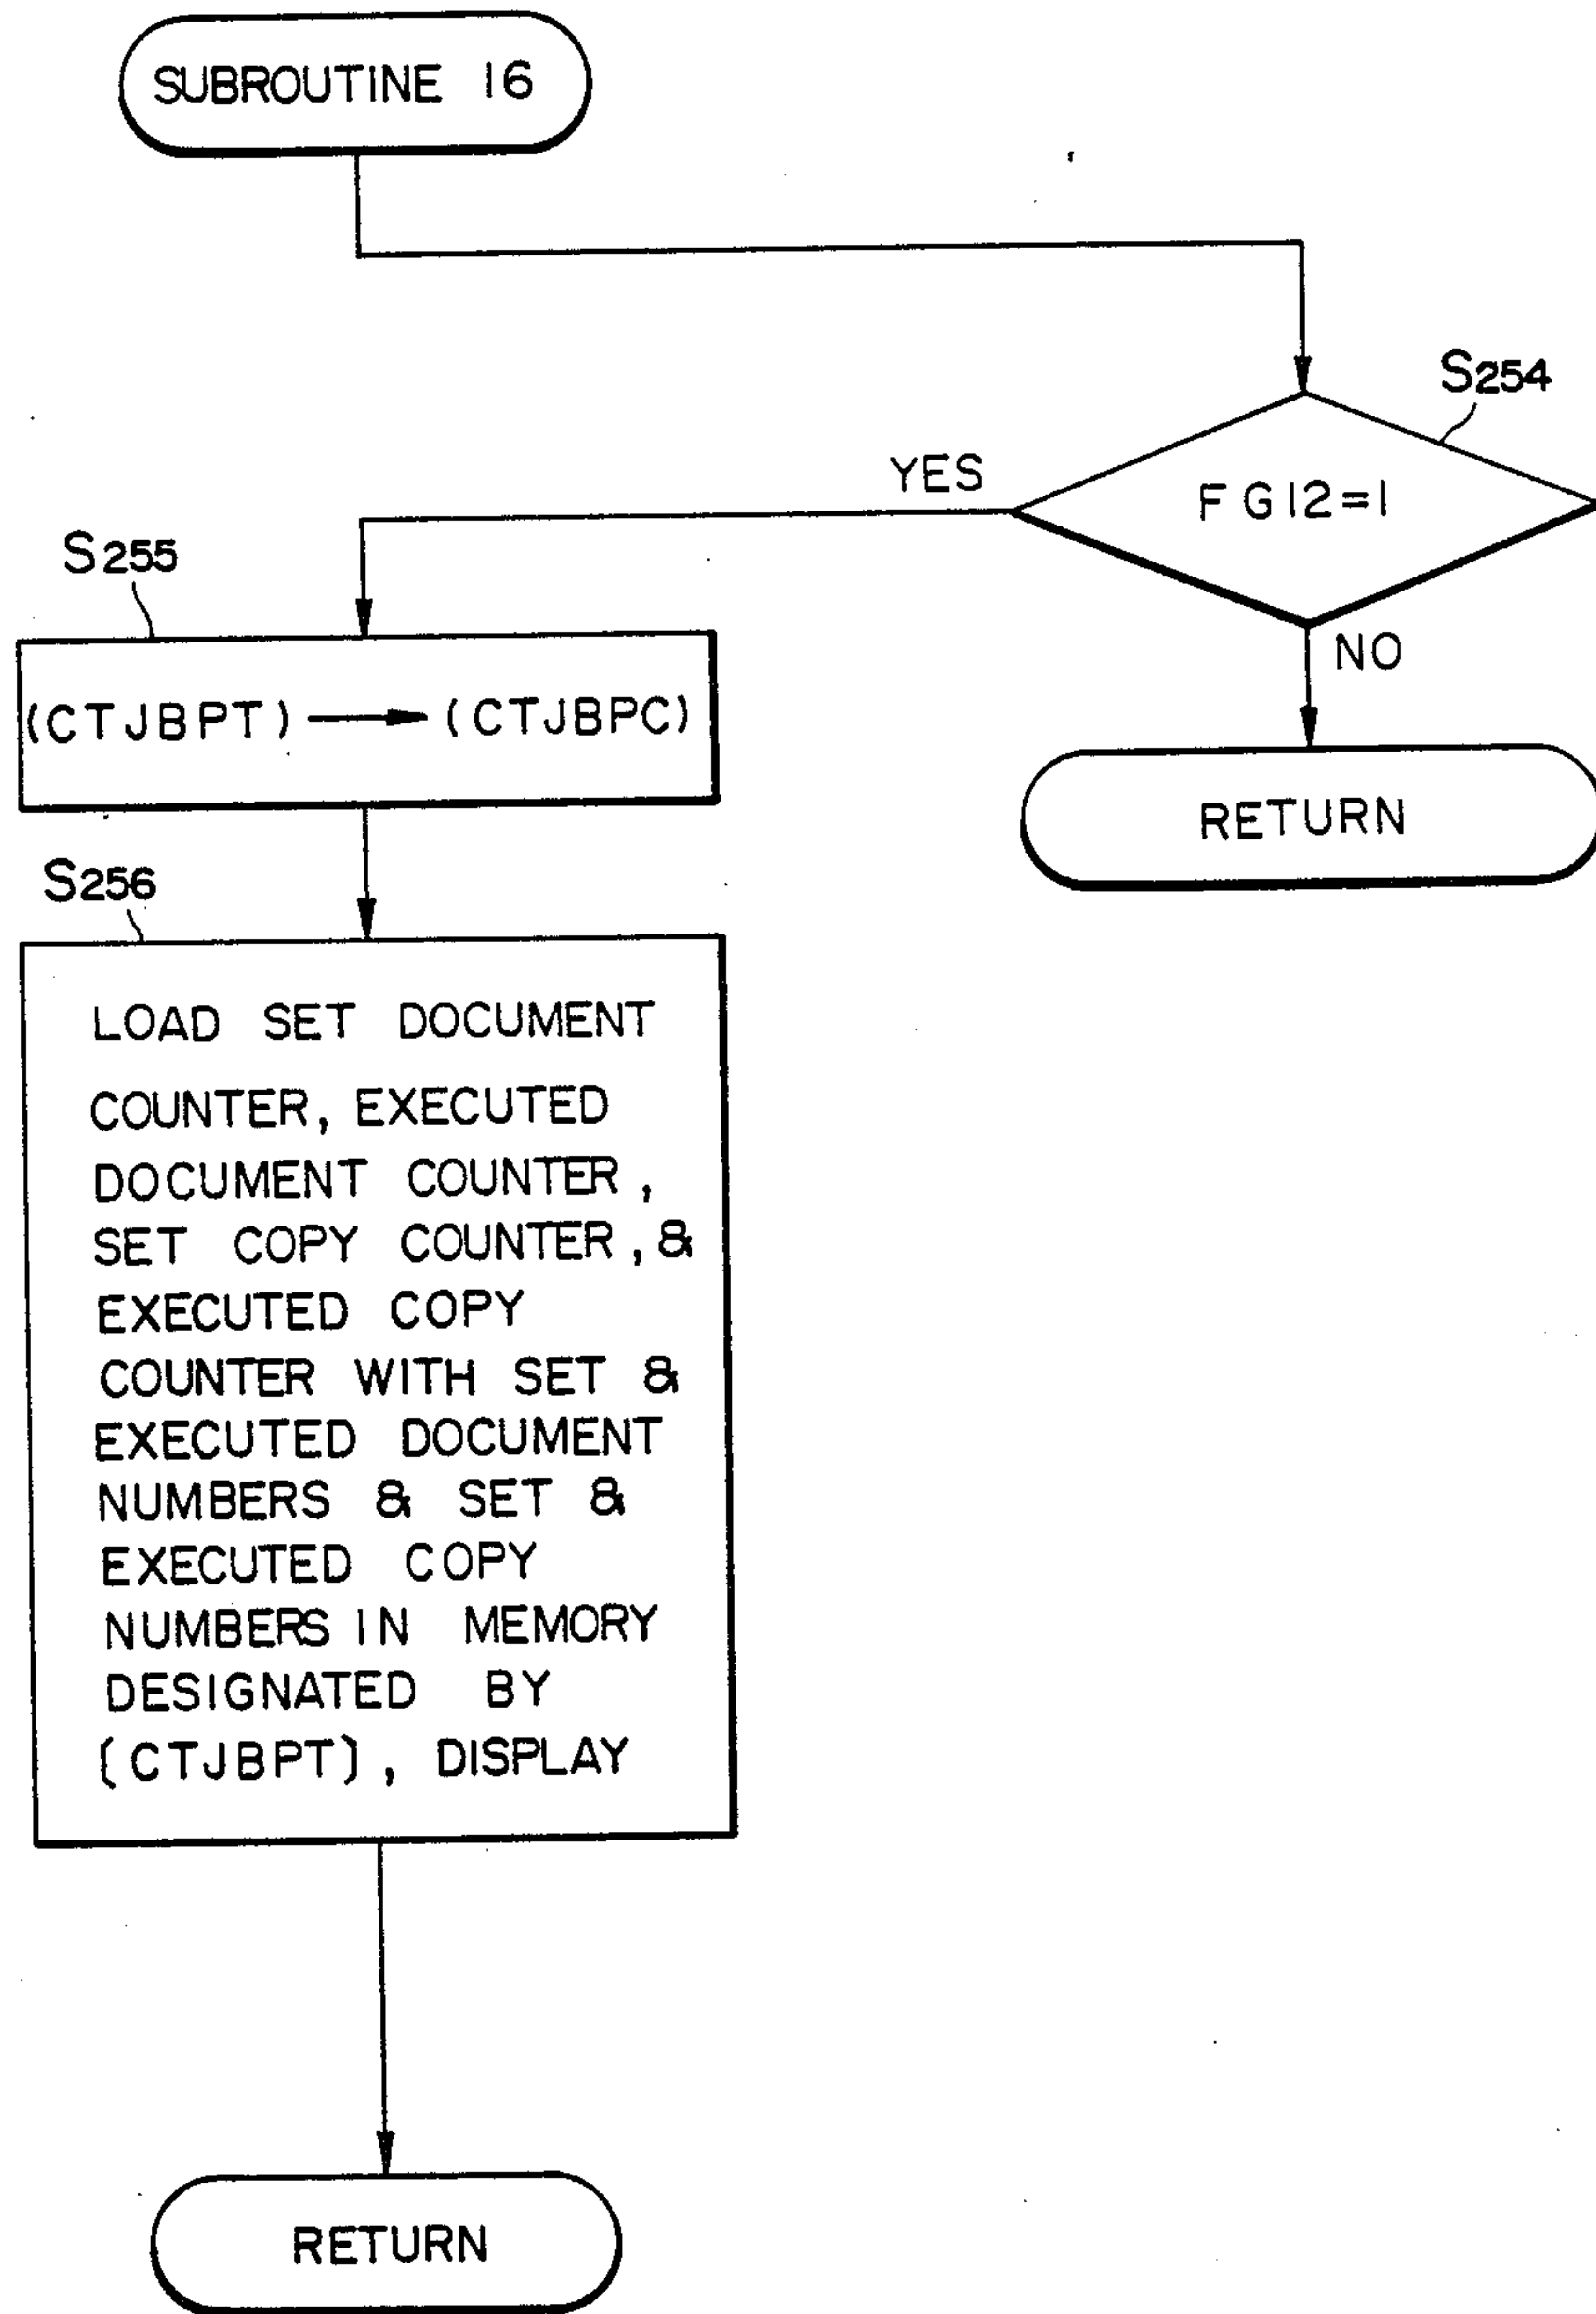 SUBROUTINE 16
S254
YES
FG12=1
S255
NO
(CTJBPT) → (CTJBPC)
RETURN
S256
LOAD SET DOCUMENT
COUNTER, EXECUTED
DOCUMENT COUNTER,
SET COPY COUNTER, &
EXECUTED COPY
COUNTER WITH SET &
EXECUTED DOCUMENT
NUMBERS & SET &
EXECUTED COPY
NUMBERS IN MEMORY
DESIGNATED BY
(CTJBPT), DISPLAY
RETURN